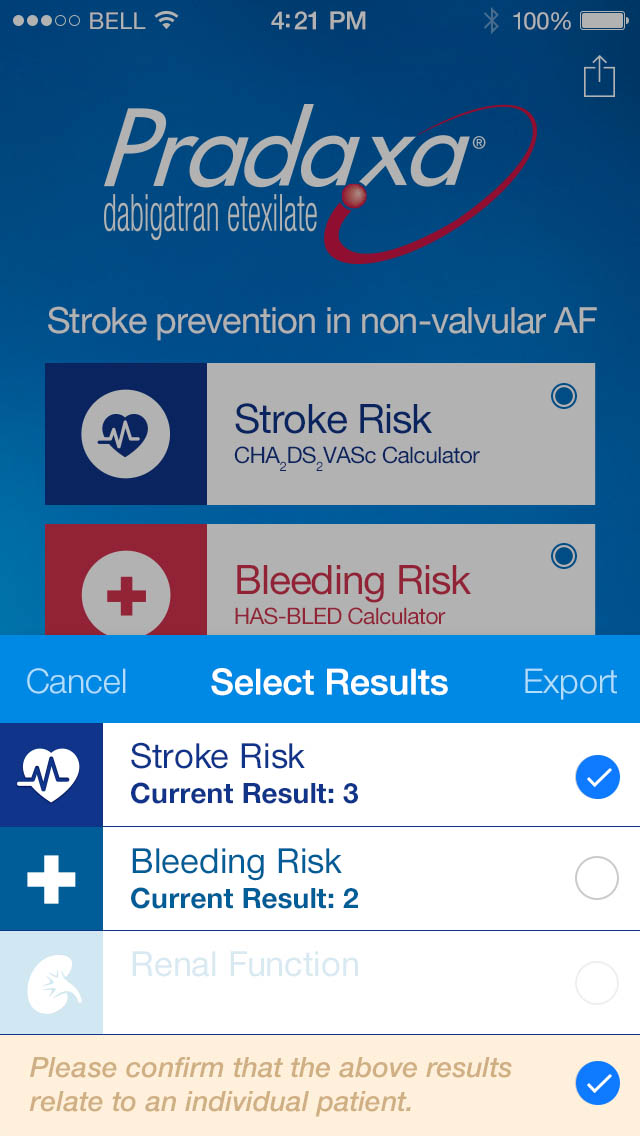 BELL 4:21 PM 100%
Pradaxa®
dabigatran etexilate
Stroke prevention in non-valvular AF
Stroke Risk
CHA₂DS₂VASc Calculator
Bleeding Risk
HAS-BLED Calculator
Cancel Select Results Export
Stroke Risk
Current Result: 3
Bleeding Risk
Current Result: 2
Renal Function
Please confirm that the above results
relate to an individual patient.